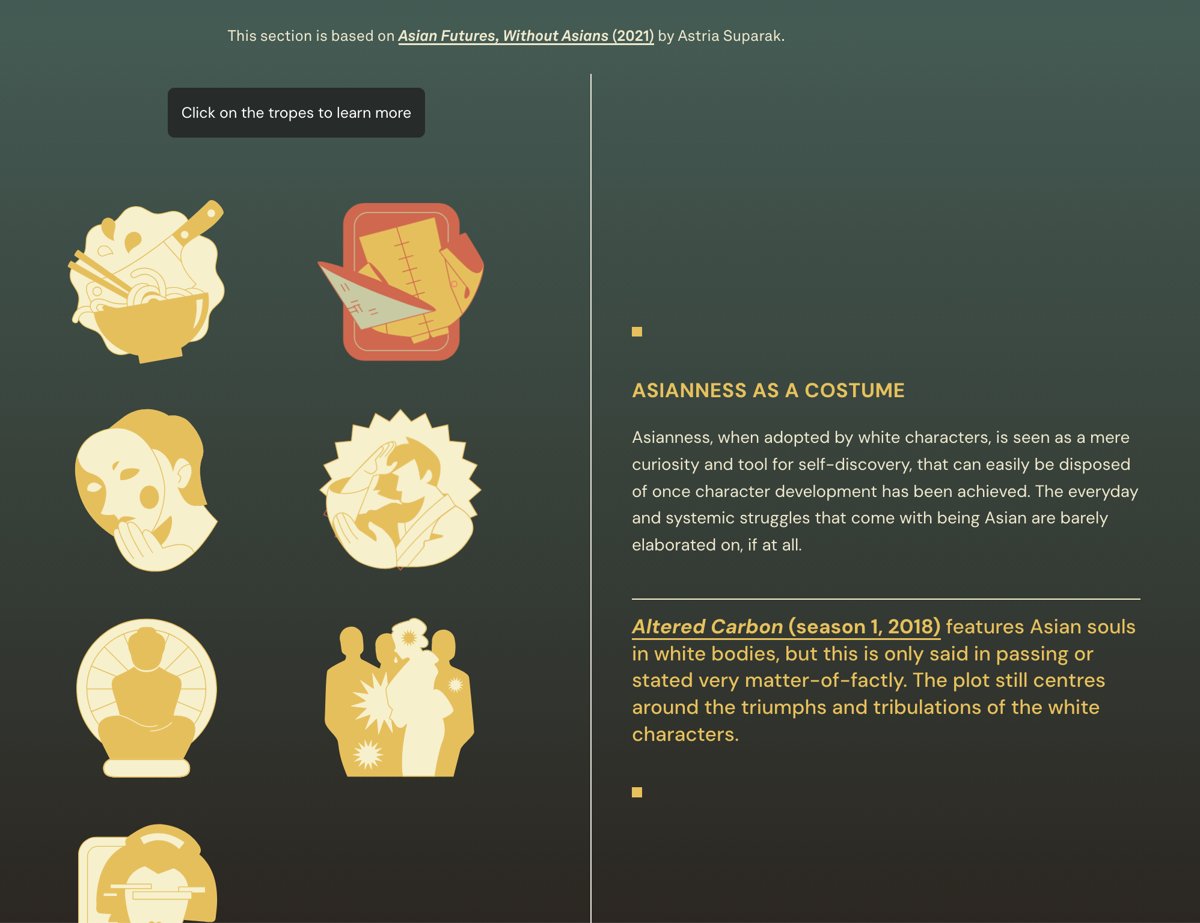 This section is based on Asian Futures, Without Asians (2021) by Astria Suparak.
Click on the tropes to learn more
ASIANNESS AS A COSTUME
Asianness, when adopted by white characters, is seen as a mere
curiosity and tool for self-discovery, that can easily be disposed
of once character development has been achieved. The everyday
and systemic struggles that come with being Asian are barely
elaborated on, if at all.
Altered Carbon (season 1, 2018) features Asian souls
in white bodies, but this is only said in passing or
stated very matter-of-factly. The plot still centres
around the triumphs and tribulations of the white
characters.